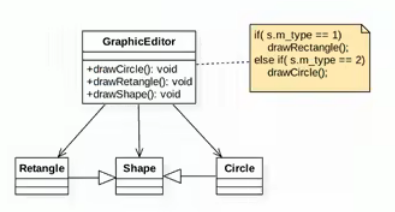 GraphicEditor
+drawCircle(): void
+drawRetangle(): void
+drawShape(): void
if( s.m_type == 1)
drawRectangle();
else if( s.m_type == 2)
drawCircle();
Retangle
Shape
Circle